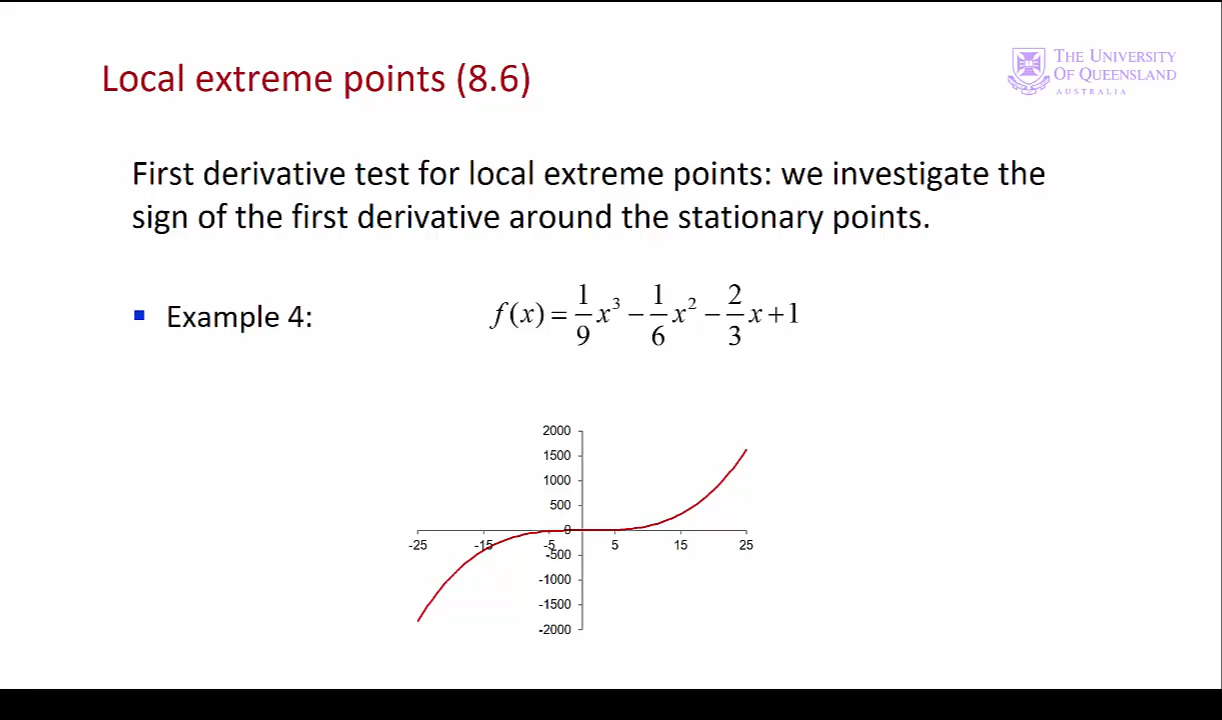 Local extreme points (8.6)
THE UNIVERSITY
OF QUEENSLAND
AUSTRALIA
First derivative test for local extreme points: we investigate the
sign of the first derivative around the stationary points.
▪ Example 4: f(x) = 1/9 x³ − 1/6 x² − 2/3 x + 1
2000
1500
1000
500
0
-25 -15 -5 5 15 25
-500
-1000
-1500
-2000